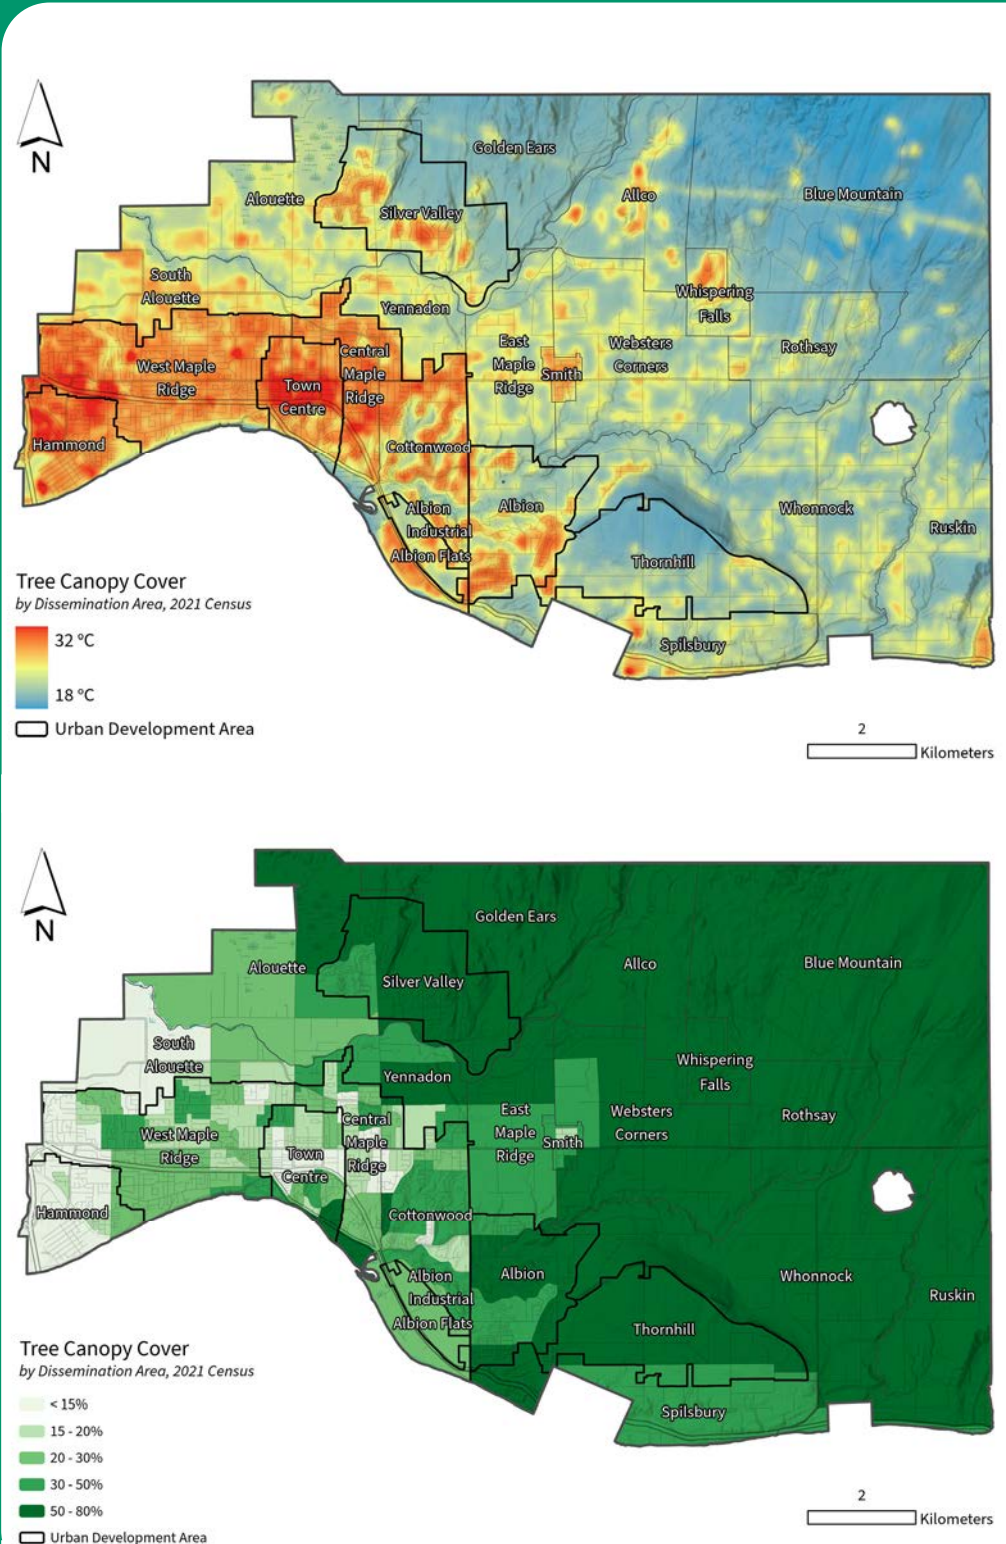 N
Golden Ears
Alouette
Silver Valley
Allco
Blue Mountain
South
Alouette
Yennadon
Whispering
Falls
West Maple
Ridge
Town
Centre
Central
Maple
Ridge
East
Maple
Ridge
Smith
Websters
Corners
Rothsay
Hammond
Cottonwood
Albion
Industrial
Albion Flats
Albion
Thornhill
Whonnock
Ruskin
Spilsbury
Tree Canopy Cover
by Dissemination Area, 2021 Census
32 ºC
18 ºC
Urban Development Area
2
Kilometers
N
Golden Ears
Alouette
Silver Valley
Allco
Blue Mountain
South
Alouette
Yennadon
Whispering
Falls
West Maple
Ridge
Town
Centre
Central
Maple
Ridge
East
Maple
Ridge
Smith
Websters
Corners
Rothsay
Hammond
Cottonwood
Albion
Industrial
Albion Flats
Albion
Thornhill
Whonnock
Ruskin
Spilsbury
Tree Canopy Cover
by Dissemination Area, 2021 Census
< 15%
15 - 20%
20 - 30%
30 - 50%
50 - 80%
Urban Development Area
2
Kilometers